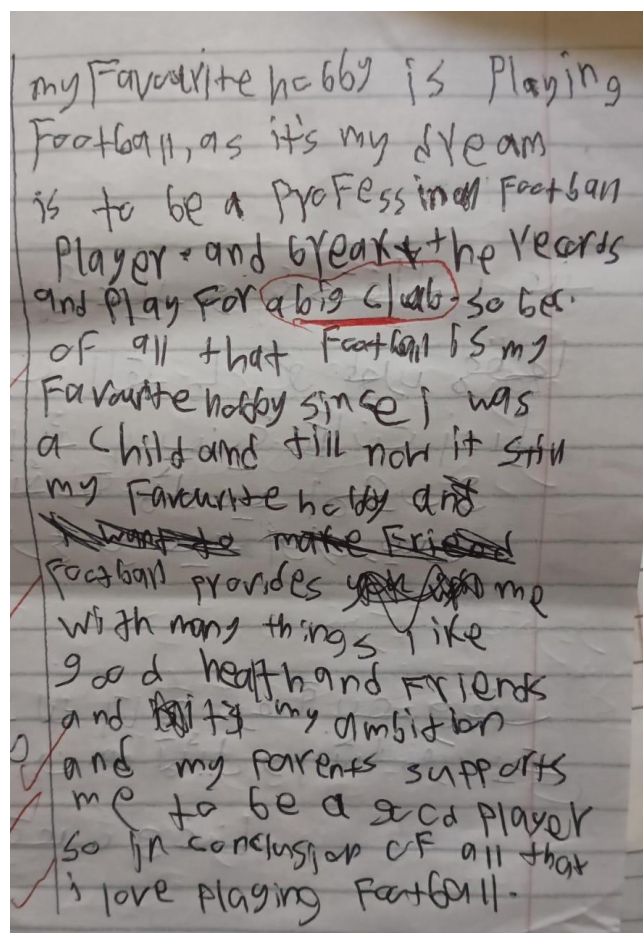 my Favourite hobby is Playing
Football, as it's my dream
is to be a Professinal Football
Player. and break the records
and play for a big club. so bec.
of all that Football is my
Favourite hobby sinse i was
a child and till now it still
my Favourite hobby and
i want to make Friend
Football provides me
with many things like
good health and Friends
and it's my ambition
and my parents supports
me to be a good player
so in conclusion of all that
i love playing Football.